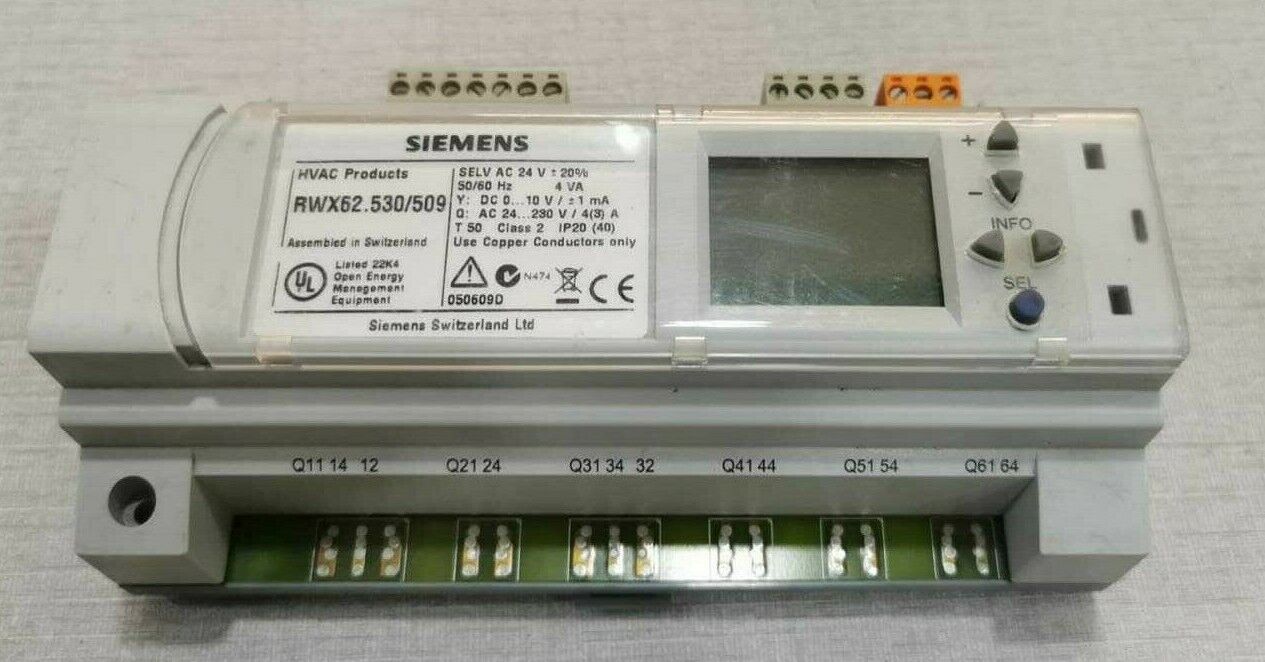 SIEMENS
HVAC Products
RWX62.530/509
Assembled in Switzerland
SELV AC 24 V ± 20%
50/60 Hz 4 VA
Y: DC 0...10 V / ± 1 mA
Q: AC 24...230 V / 4(3) A
T 50 Class 2 IP20 (40)
Use Copper Conductors only
UL
Listed 22K4
Open Energy
Management
Equipment
N474
CE
050609D
Siemens Switzerland Ltd
+
−
INFO
SEL
Q11 14 12
Q21 24
Q31 34 32
Q41 44
Q51 54
Q61 64